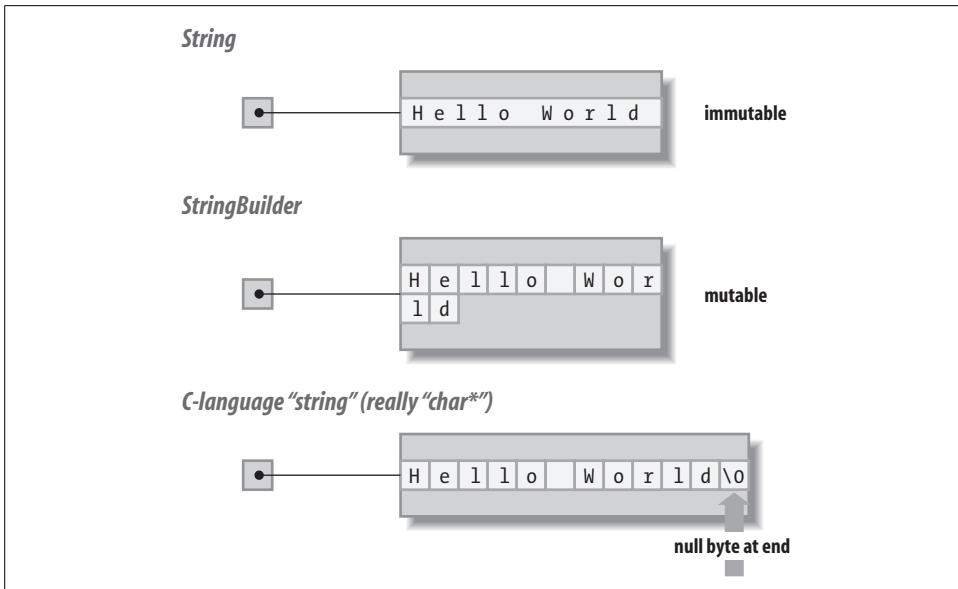 String
Hello World
immutable
StringBuilder
Hello Wor
ld
mutable
C-language “string” (really “char*”)
Hello World\0
null byte at end